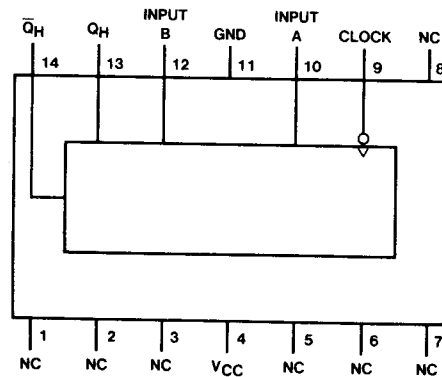 Q̅H QH INPUT B GND INPUT A CLOCK NC
14 13 12 11 10 9 8
1 2 3 4 5 6 7
NC NC NC VCC NC NC NC